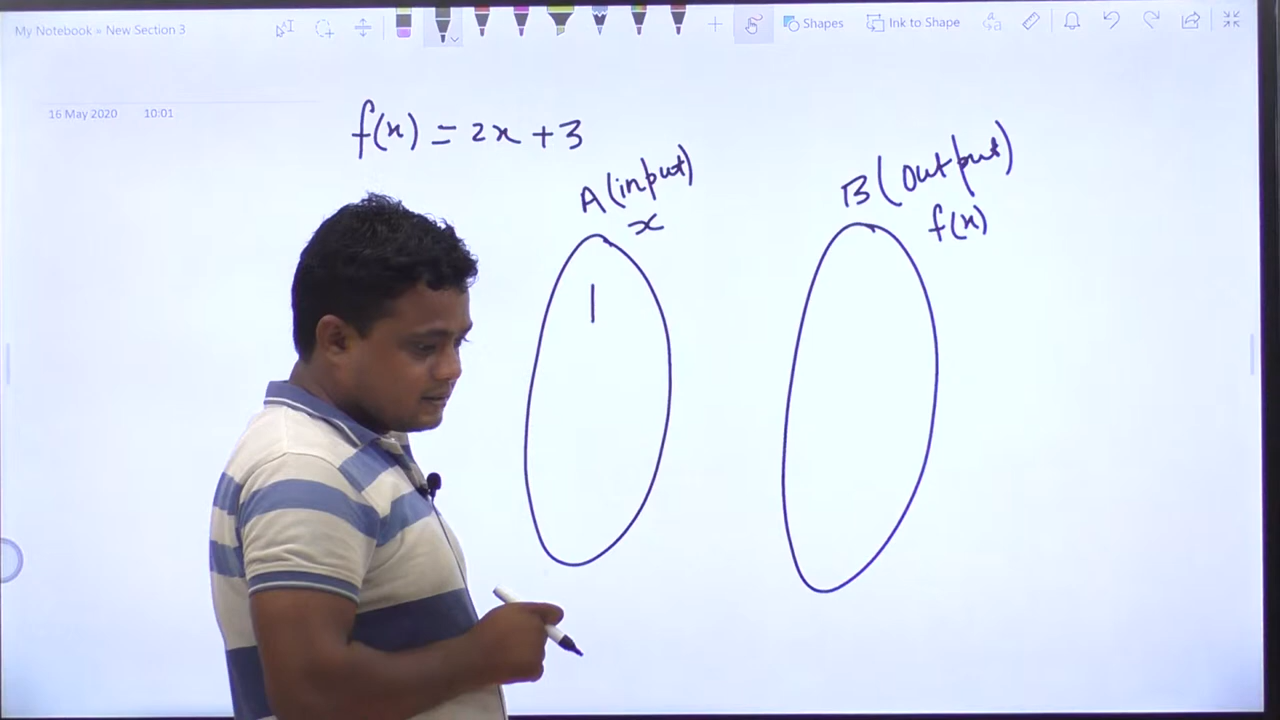 My Notebook » New Section 3
Shapes
Ink to Shape
16 May 2020 10:01
f(x) = 2x + 3
A (input)
x
B (output)
f(x)
1